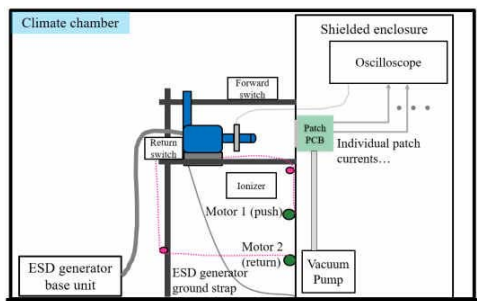 Climate chamber
Shielded enclosure
Oscilloscope
Forward
switch
Patch
PCB
Return
switch
Individual patch
currents…
Ionizer
Motor 1 (push)
Motor 2
(return)
ESD generator
base unit
ESD generator
ground strap
Vacuum
Pump